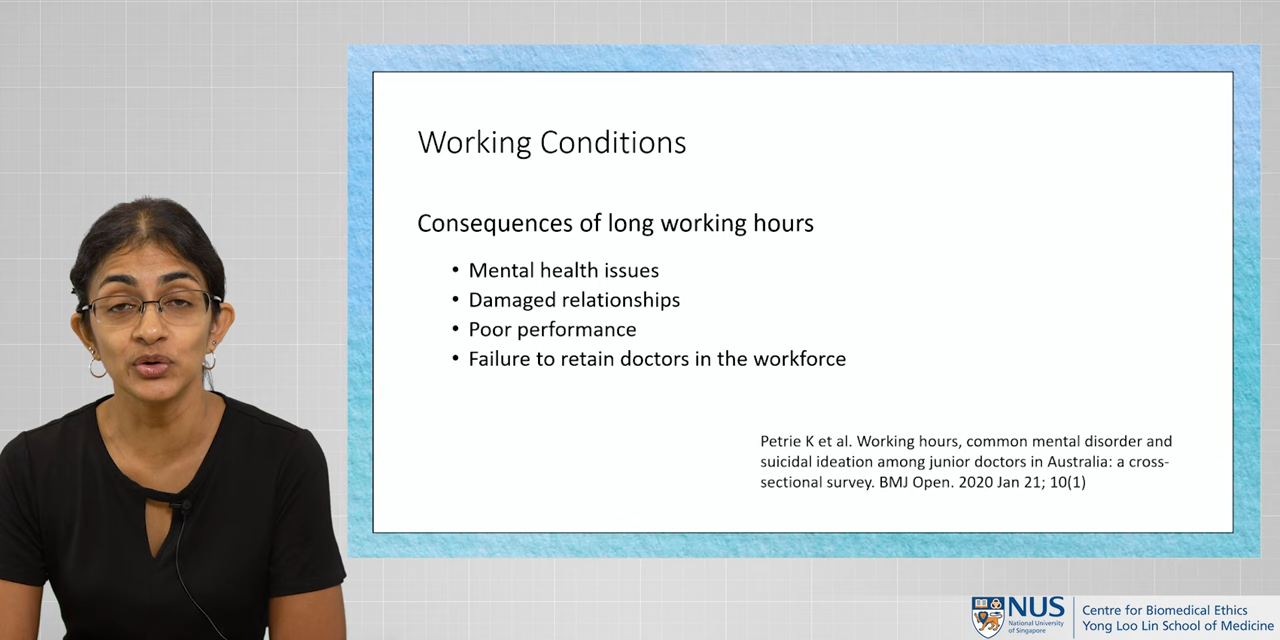 Working Conditions
Consequences of long working hours
• Mental health issues
• Damaged relationships
• Poor performance
• Failure to retain doctors in the workforce
Petrie K et al. Working hours, common mental disorder and
suicidal ideation among junior doctors in Australia: a cross-
sectional survey. BMJ Open. 2020 Jan 21; 10(1)
NUS
National University
of Singapore
Centre for Biomedical Ethics
Yong Loo Lin School of Medicine